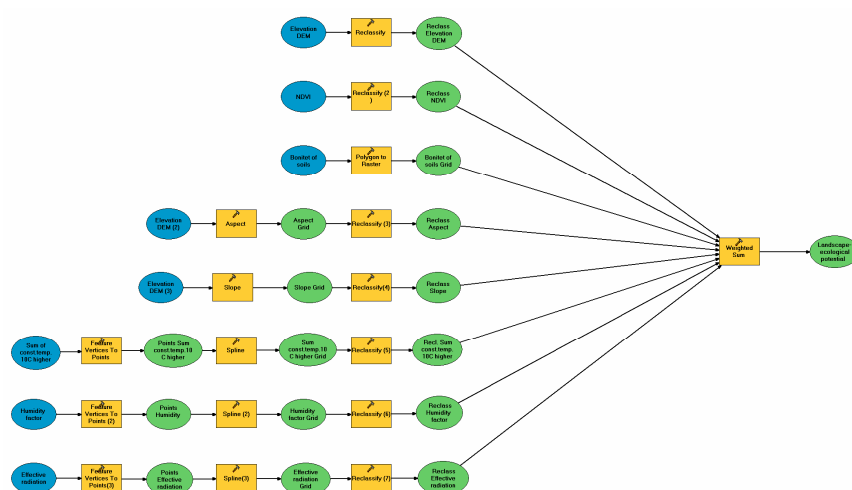 Elevation
DEM
Reclassify
Reclass
Elevation
DEM
NDVI
Reclassify (2
)
Reclass
NDVI
Bonitet of
soils
Polygon to
Raster
Bonitet of
soils Grid
Elevation
DEM (2)
Aspect
Aspect
Grid
Reclassify (3)
Reclass
Aspect
Weighted
Sum
Landscape-
ecological
potential
Elevation
DEM (3)
Slope
Slope Grid
Reclassify(4)
Reclass
Slope
Sum of
const.temp.
10C higher
Feature
Vertices To
Points
Points Sum
const.temp.10
C higher
Spline
Sum
const.temp.10
C higher Grid
Reclassify (5)
Recl. Sum
const.temp.
10C higher
Humidity
factor
Feature
Vertices To
Points (2)
Points
Humidity
Spline (2)
Humidity
factor Grid
Reclassify (6)
Reclass
Humidity
factor
Effective
radiation
Feature
Vertices To
Points(3)
Points
Effective
radiation
Spline(3)
Effective
radiation
Grid
Reclassify (7)
Reclass
Effective
radiation